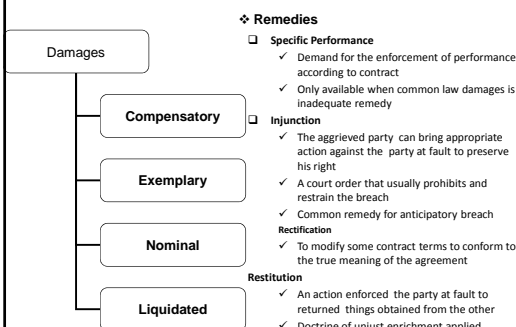 Damages
Compensatory
Exemplary
Nominal
Liquidated
❖ Remedies
❑ Specific Performance
✓ Demand for the enforcement of performance
according to contract
✓ Only available when common law damages is
inadequate remedy
❑ Injunction
✓ The aggrieved party can bring appropriate
action against the party at fault to preserve
his right
✓ A court order that usually prohibits and
restrain the breach
✓ Common remedy for anticipatory breach
Rectification
✓ To modify some contract terms to conform to
the true meaning of the agreement
Restitution
✓ An action enforced the party at fault to
returned things obtained from the other
✓ Doctrine of unjust enrichment applied